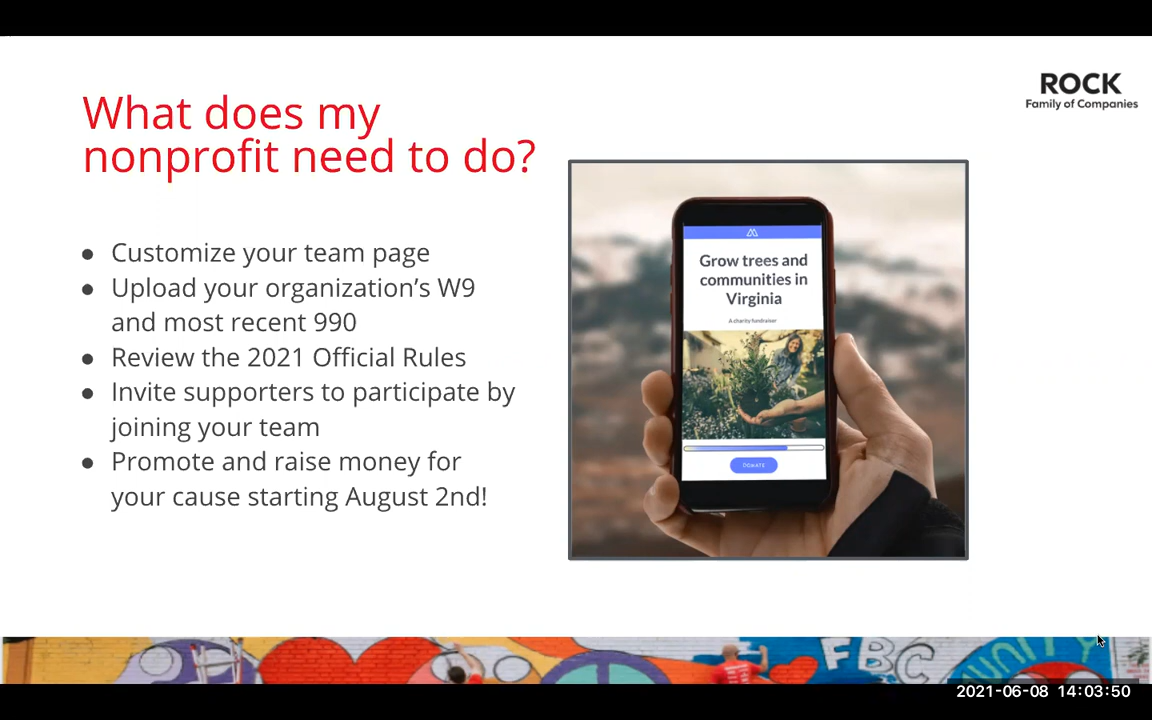 What does my
nonprofit need to do?
ROCK
Family of Companies
● Customize your team page
● Upload your organization’s W9
and most recent 990
● Review the 2021 Official Rules
● Invite supporters to participate by
joining your team
● Promote and raise money for
your cause starting August 2nd!
Grow trees and
communities in
Virginia
A charity fundraiser
DONATE
FBC
UNITY
2021-06-08 14:03:50